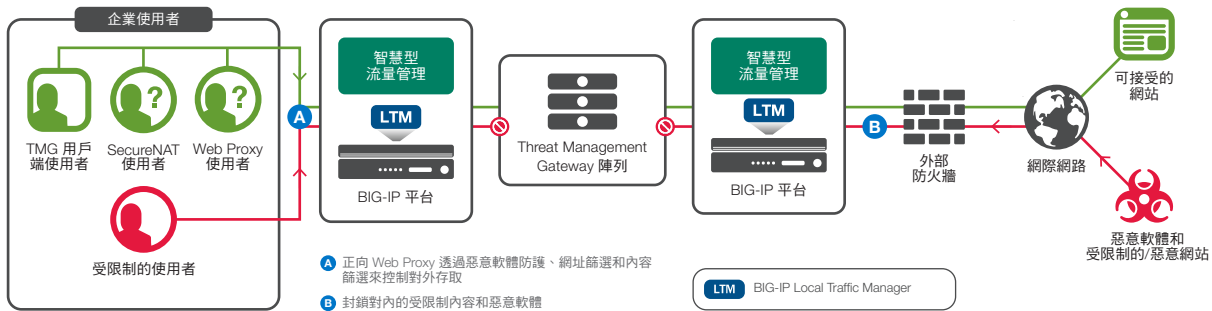 企業使用者
TMG 用戶
端使用者
?
SecureNAT
使用者
?
Web Proxy
使用者
受限制的使用者
A
智慧型
流量管理
LTM
BIG-IP 平台
Threat Management
Gateway 陣列
智慧型
流量管理
LTM
BIG-IP 平台
B
外部
防火牆
網際網路
可接受的
網站
惡意軟體和
受限制的/惡意網站
A 正向 Web Proxy 透過惡意軟體防護、網址篩選和內容
篩選來控制對外存取
B 封鎖對內的受限制內容和惡意軟體
LTM BIG-IP Local Traffic Manager